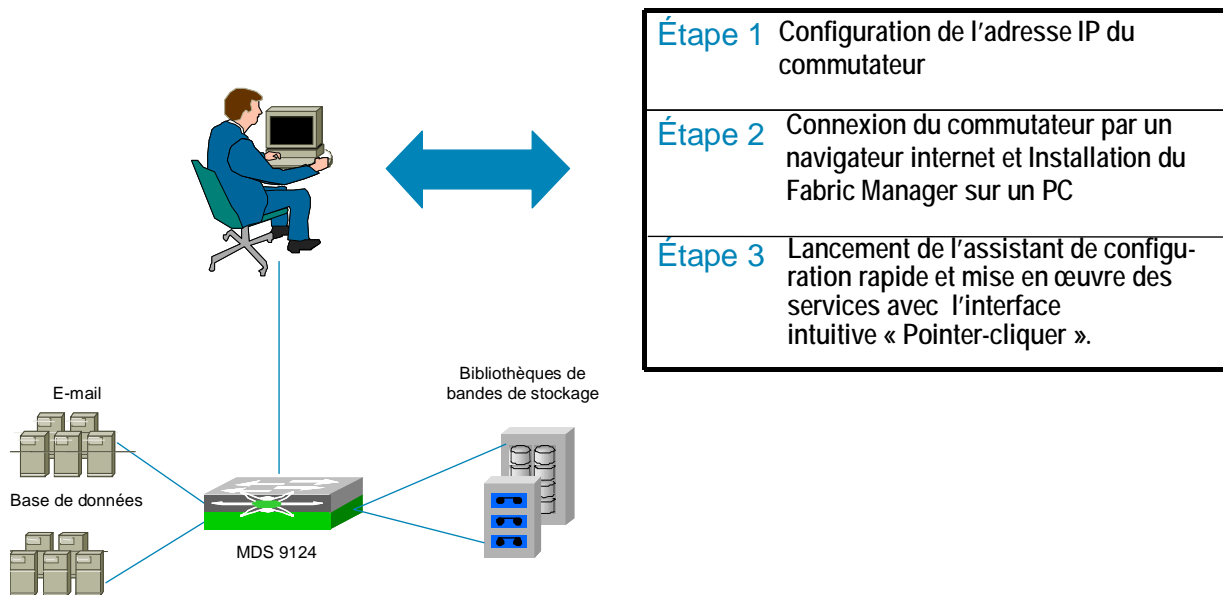 Étape 1 Configuration de l'adresse IP du
commutateur
Étape 2 Connexion du commutateur par un
navigateur internet et Installation du
Fabric Manager sur un PC
Étape 3 Lancement de l'assistant de configu-
ration rapide et mise en œuvre des
services avec l'interface
intuitive « Pointer-cliquer ».
E-mail
Bibliothèques de
bandes de stockage
Base de données
MDS 9124